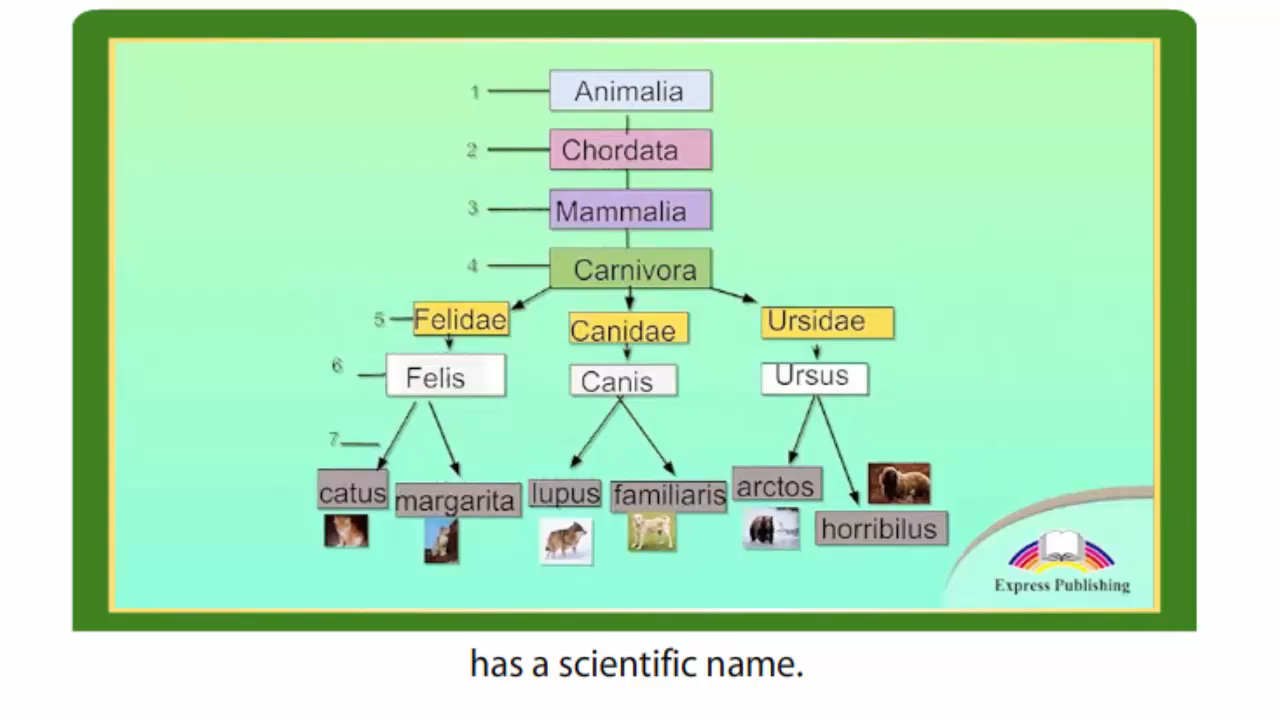 1 Animalia
2 Chordata
3 Mammalia
4 Carnivora
5 Felidae Canidae Ursidae
6 Felis Canis Ursus
7
catus margarita lupus familiaris arctos horribilus
Express Publishing
has a scientific name.